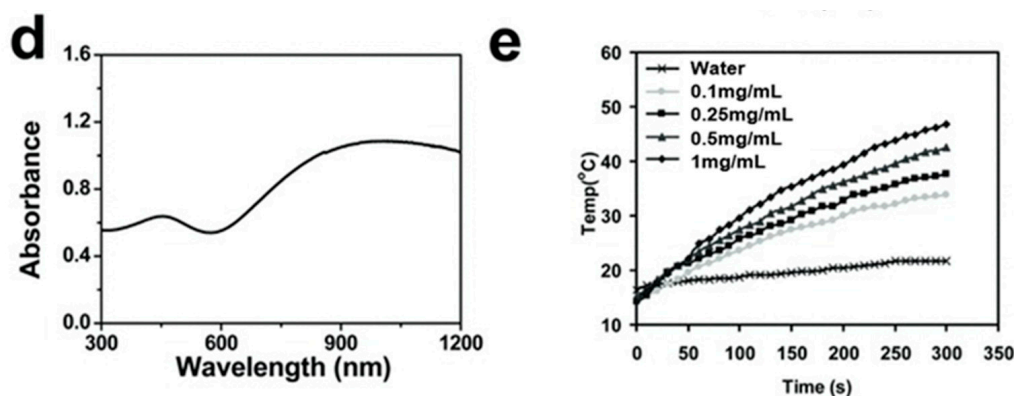 d
1.6
1.2
0.8
0.4
0.0
300
600
900
1200
Absorbance
Wavelength (nm)
e
60
50
40
30
20
10
Temp(°C)
Water
0.1mg/mL
0.25mg/mL
0.5mg/mL
1mg/mL
0
50
100
150
200
250
300
350
Time (s)